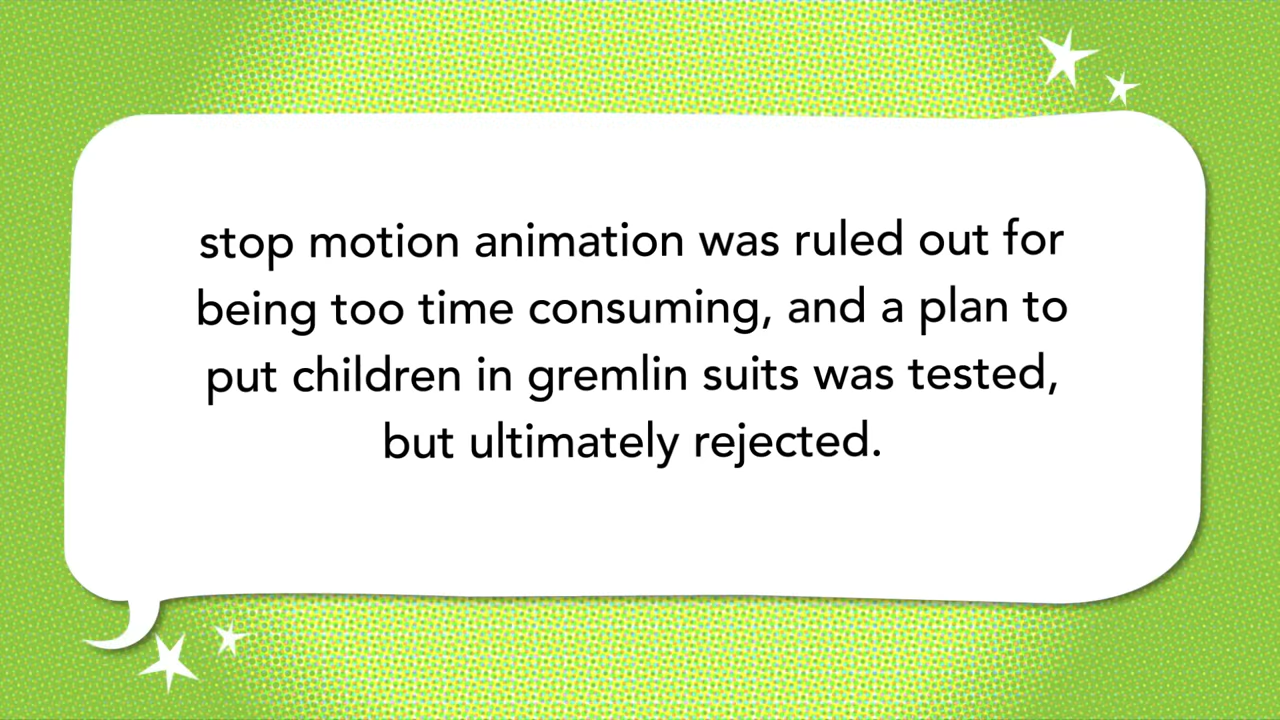 stop motion animation was ruled out for
being too time consuming, and a plan to
put children in gremlin suits was tested,
but ultimately rejected.